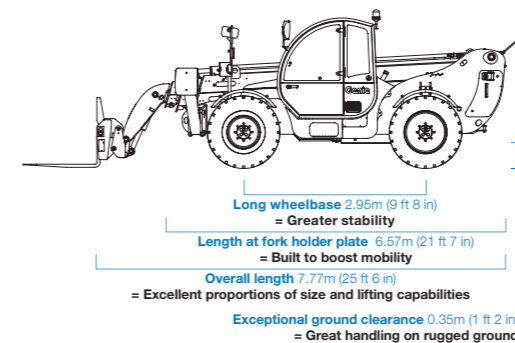 Genie
Long wheelbase 2.95m (9 ft 8 in)
= Greater stability
Length at fork holder plate 6.57m (21 ft 7 in)
= Built to boost mobility
Overall length 7.77m (25 ft 6 in)
= Excellent proportions of size and lifting capabilities
Exceptional ground clearance 0.35m (1 ft 2 in
= Great handling on rugged ground